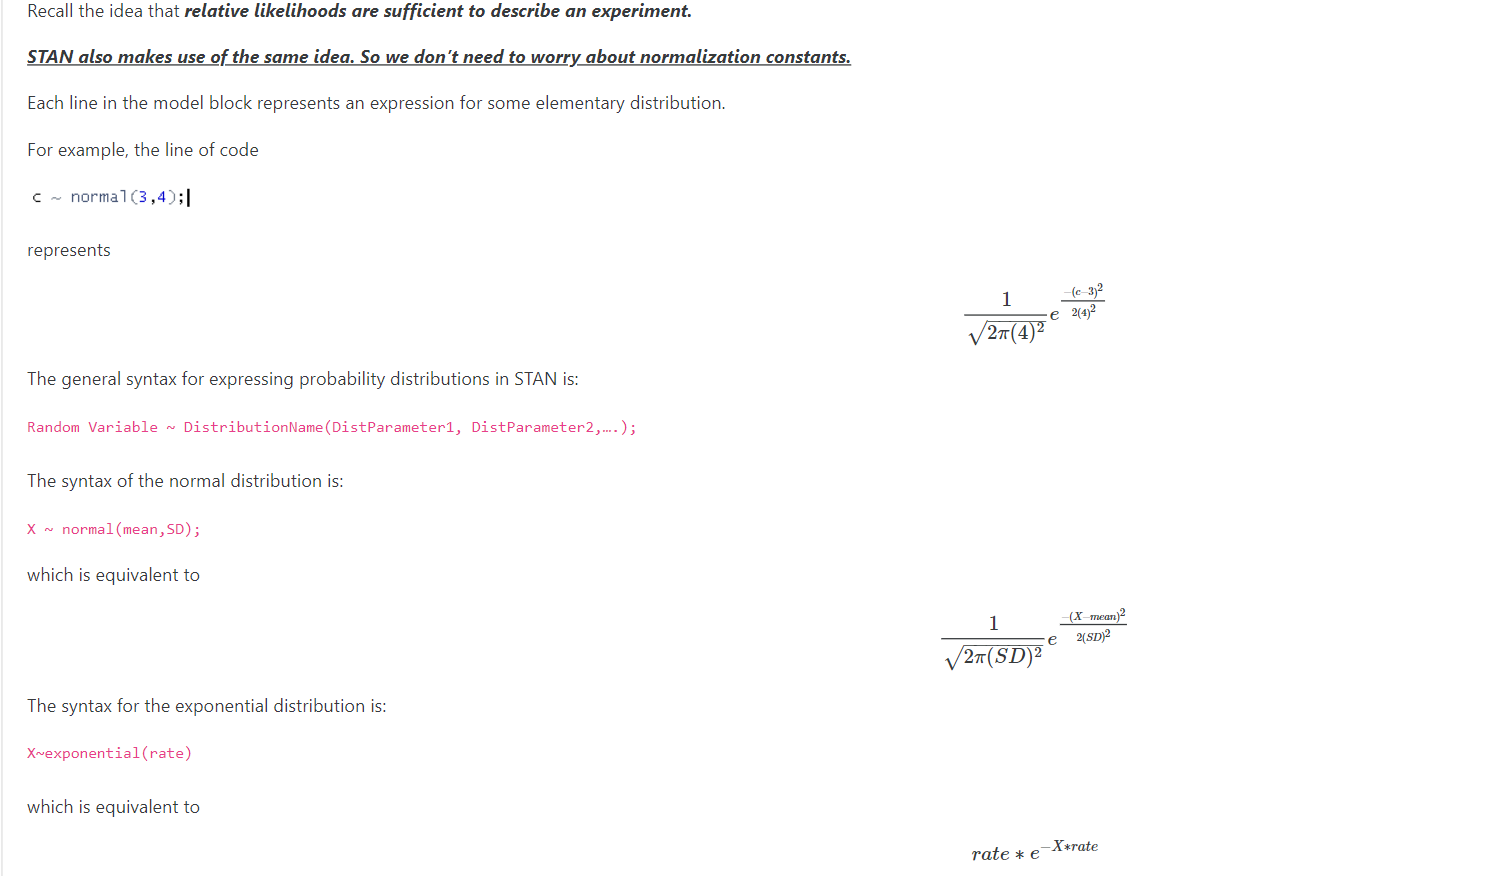 Recall the idea that relative likelihoods are sufficient to describe an experiment.
STAN also makes use of the same idea. So we don't need to worry about normalization constants.
Each line in the model block represents an expression for some elementary distribution.
For example, the line of code
c ~ normal(3,4);
represents
\frac{1}{\sqrt{2\pi(4)^2}} e^{\frac{-(c-3)^2}{2(4)^2}}
The general syntax for expressing probability distributions in STAN is:
Random Variable ~ DistributionName(DistParameter1, DistParameter2,….);
The syntax of the normal distribution is:
X ~ normal(mean,SD);
which is equivalent to
\frac{1}{\sqrt{2\pi(SD)^2}} e^{\frac{-(X-mean)^2}{2(SD)^2}}
The syntax for the exponential distribution is:
X~exponential(rate)
which is equivalent to
rate * e^{-X*rate}